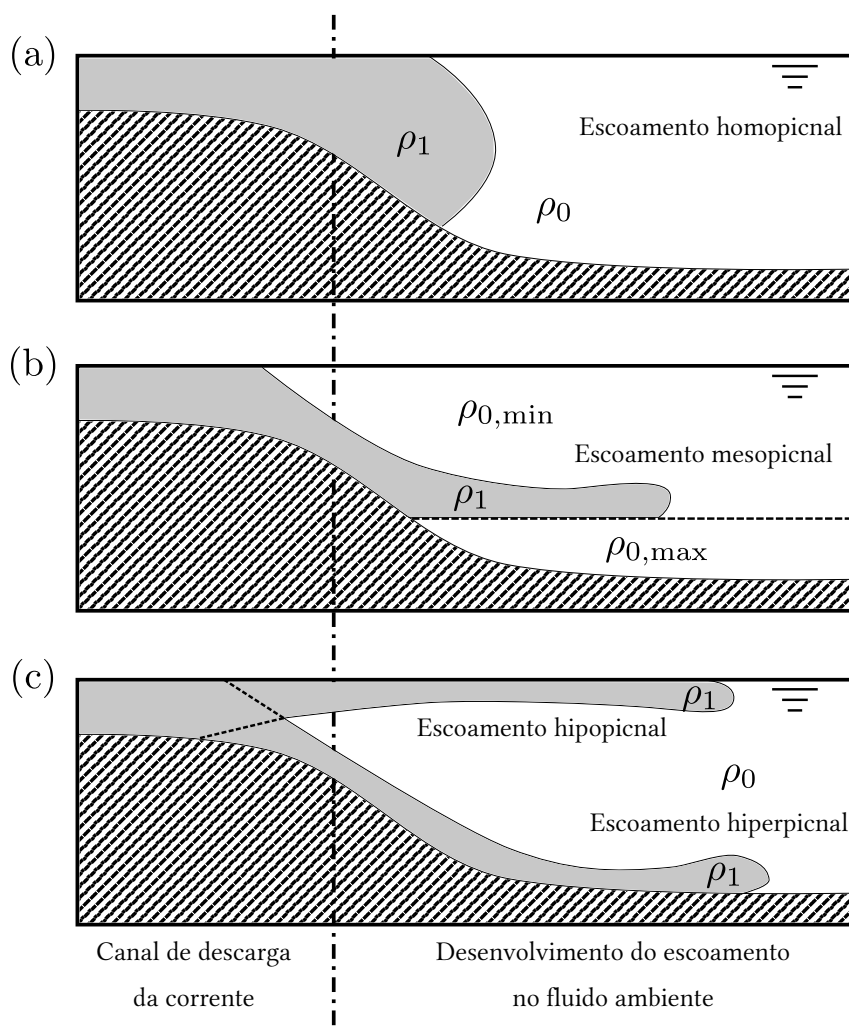 (a)
Escoamento homopicnal
ρ1
ρ0
(b)
ρ0,min
Escoamento mesopicnal
ρ1
ρ0,max
(c)
ρ1
Escoamento hipopicnal
ρ0
Escoamento hiperpicnal
ρ1
Canal de descarga
da corrente
Desenvolvimento do escoamento
no fluido ambiente